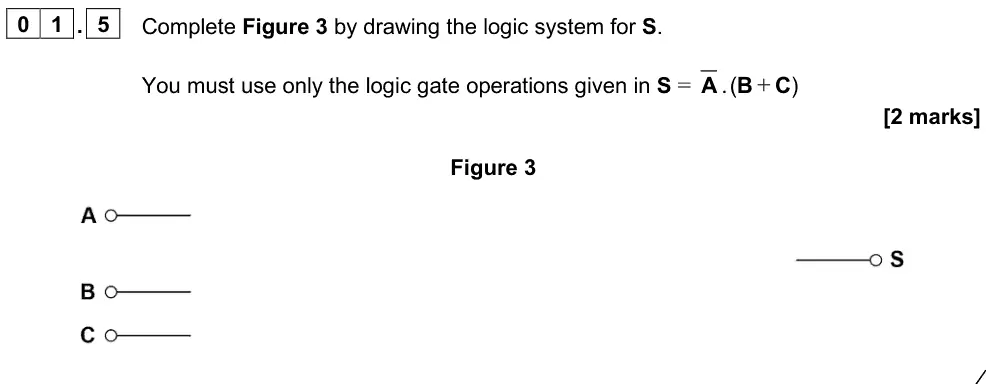 0 1 . 5 Complete Figure 3 by drawing the logic system for S.
You must use only the logic gate operations given in S = A̅ . (B + C)
[2 marks]
Figure 3
A
S
B
C